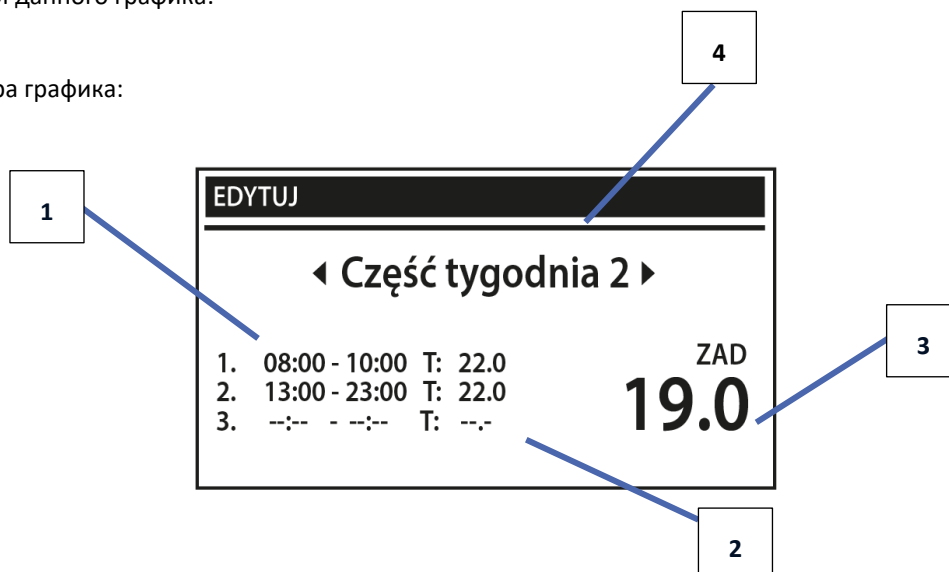 данного графика.
графика:
4
1
EDYTUJ
Część tygodnia 2
1. 08:00 - 10:00 T: 22.0
2. 13:00 - 23:00 T: 22.0
3. --:-- - --:-- T: --.-
ZAD
19.0
3
2